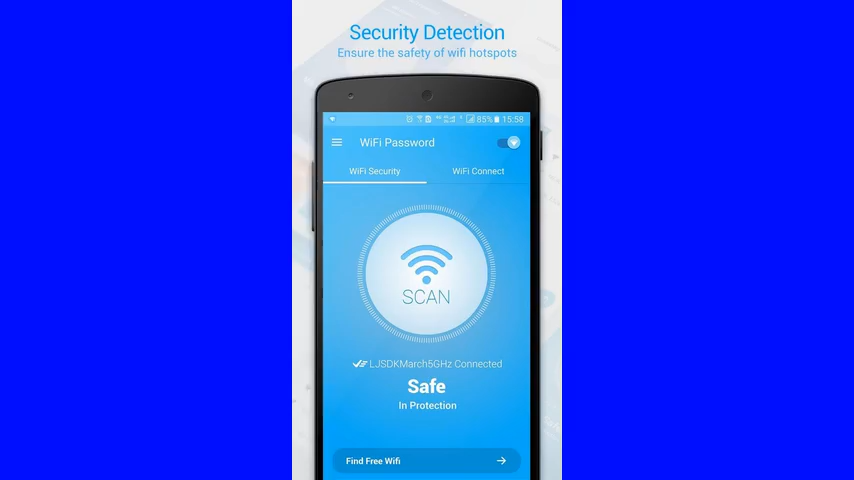 Security Detection
Ensure the safety of wifi hotspots
85% 15:58
WiFi Password
WiFi Security
WiFi Connect
SCAN
LJSDKMarch5GHz Connected
Safe
In Protection
Find Free Wifi